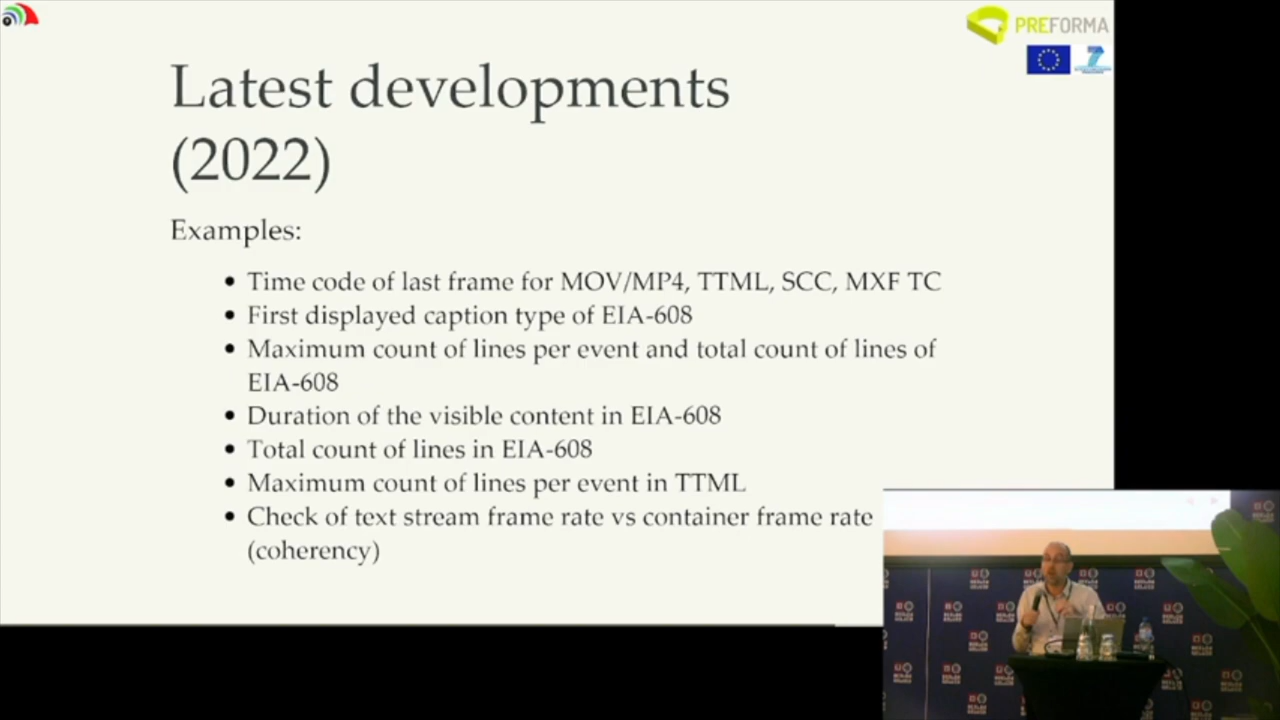 PREFORMA
Latest developments
(2022)
Examples:
• Time code of last frame for MOV/MP4, TTML, SCC, MXF TC
• First displayed caption type of EIA-608
• Maximum count of lines per event and total count of lines of
EIA-608
• Duration of the visible content in EIA-608
• Total count of lines in EIA-608
• Maximum count of lines per event in TTML
• Check of text stream frame rate vs container frame rate
(coherency)